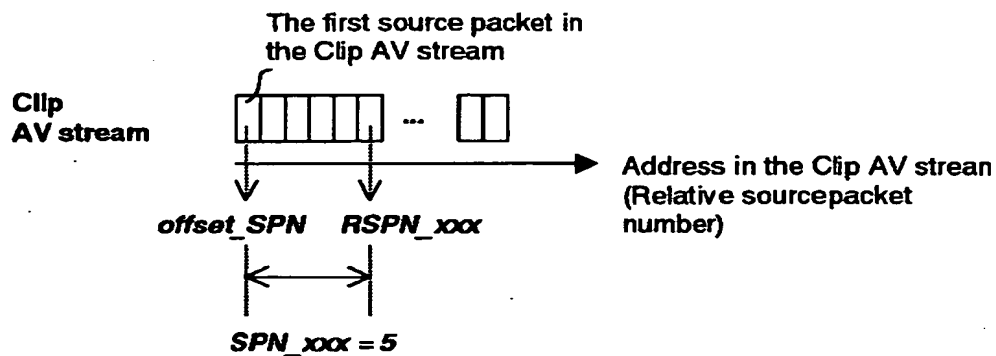 The first source packet in
the Clip AV stream
Clip
AV stream
...
Address in the Clip AV stream
(Relative sourcepacket
number)
offset_SPN RSPN_xxx
SPN_xxx = 5